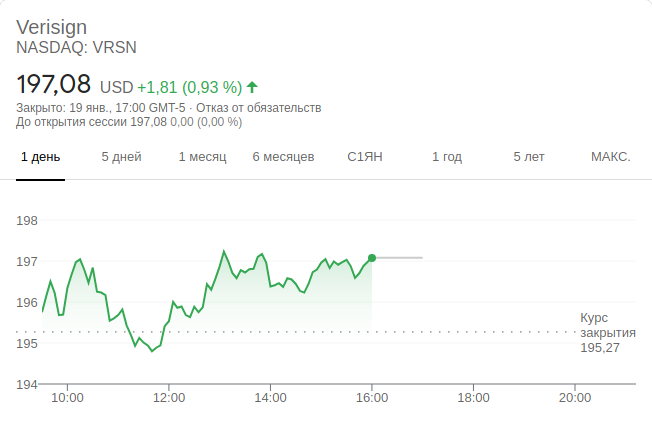 Verisign
NASDAQ: VRSN
197,08 USD +1,81 (0,93 %)
Закрыто: 19 янв., 17:00 GMT-5 · Отказ от обязательств
До открытия сессии 197,08 0,00 (0,00 %)
1 день 5 дней 1 месяц 6 месяцев С1ЯН 1 год 5 лет МАКС.
198
197
196
195
194
Курс
закрытия
195,27
10:00 12:00 14:00 16:00 18:00 20:00